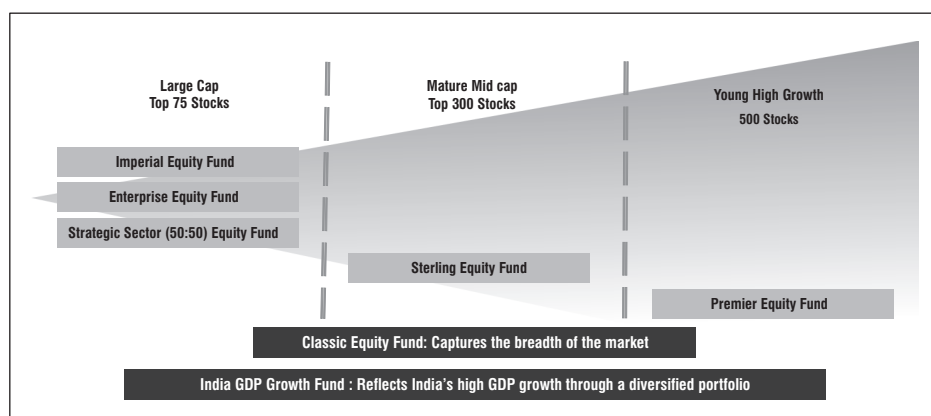 Large Cap
Top 75 Stocks
Mature Mid cap
Top 300 Stocks
Young High Growth
500 Stocks
Imperial Equity Fund
Enterprise Equity Fund
Strategic Sector (50:50) Equity Fund
Sterling Equity Fund
Premier Equity Fund
Classic Equity Fund: Captures the breadth of the market
India GDP Growth Fund : Reflects India's high GDP growth through a diversified portfolio